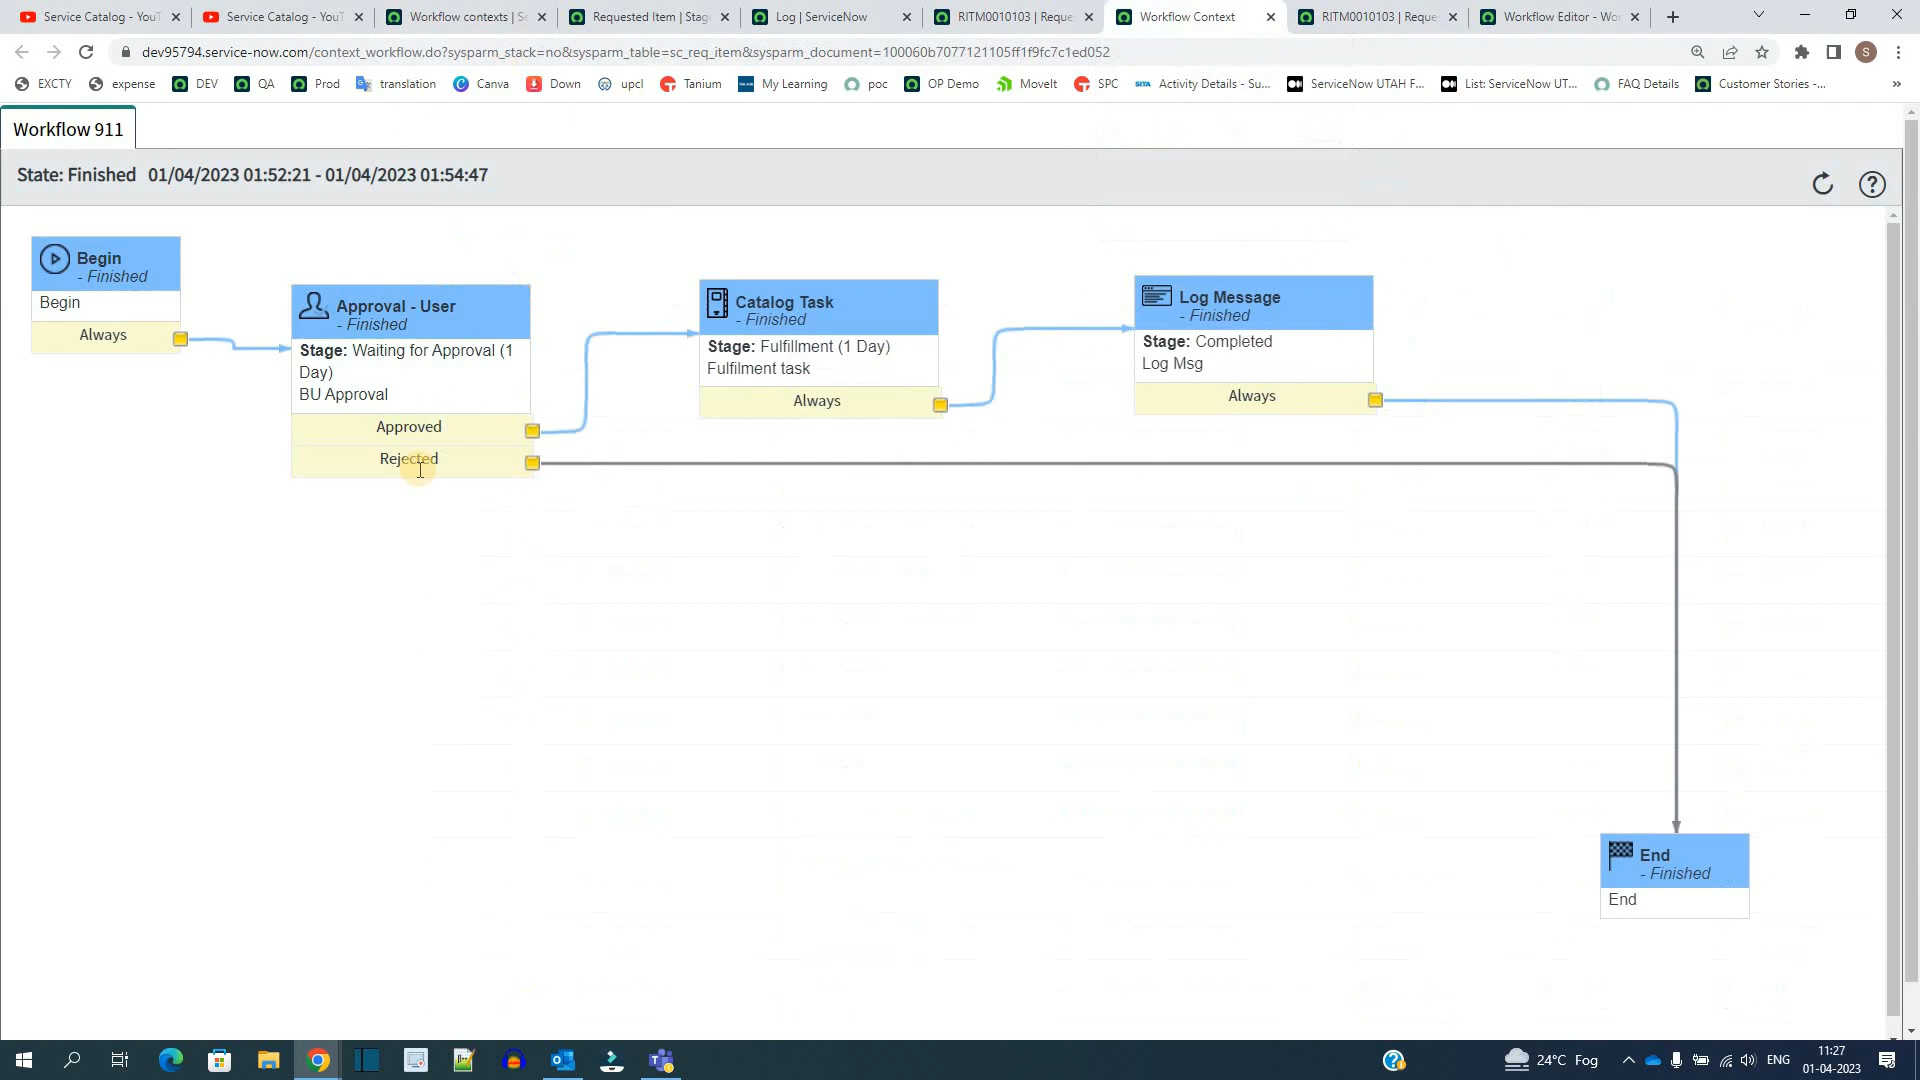 Service Catalog - YouT
Service Catalog - YouT
Workflow contexts | Se
Requested Item | Stag
Log | ServiceNow
RITM0010103 | Reque
Workflow Context
RITM0010103 | Reque
Workflow Editor - Wo
dev95794.service-now.com/context_workflow.do?sysparm_stack=no&sysparm_table=sc_req_item&sysparm_document=100060b7077121105ff1f9fc7c1ed052
S
EXCTY
expense
DEV
QA
Prod
translation
Canva
Down
upcl
Tanium
My Learning
poc
OP Demo
MoveIt
SPC
SITA
Activity Details - Su...
ServiceNow UTAH F...
List: ServiceNow UT...
FAQ Details
Customer Stories -...
»
Workflow 911
State: Finished 01/04/2023 01:52:21 - 01/04/2023 01:54:47
Begin
- Finished
Begin
Always
Approval - User
- Finished
Stage: Waiting for Approval (1
Day)
BU Approval
Approved
Rejected
Catalog Task
- Finished
Stage: Fulfillment (1 Day)
Fulfilment task
Always
Log Message
- Finished
Stage: Completed
Log Msg
Always
End
- Finished
End
24°C Fog
ENG
11:27
01-04-2023